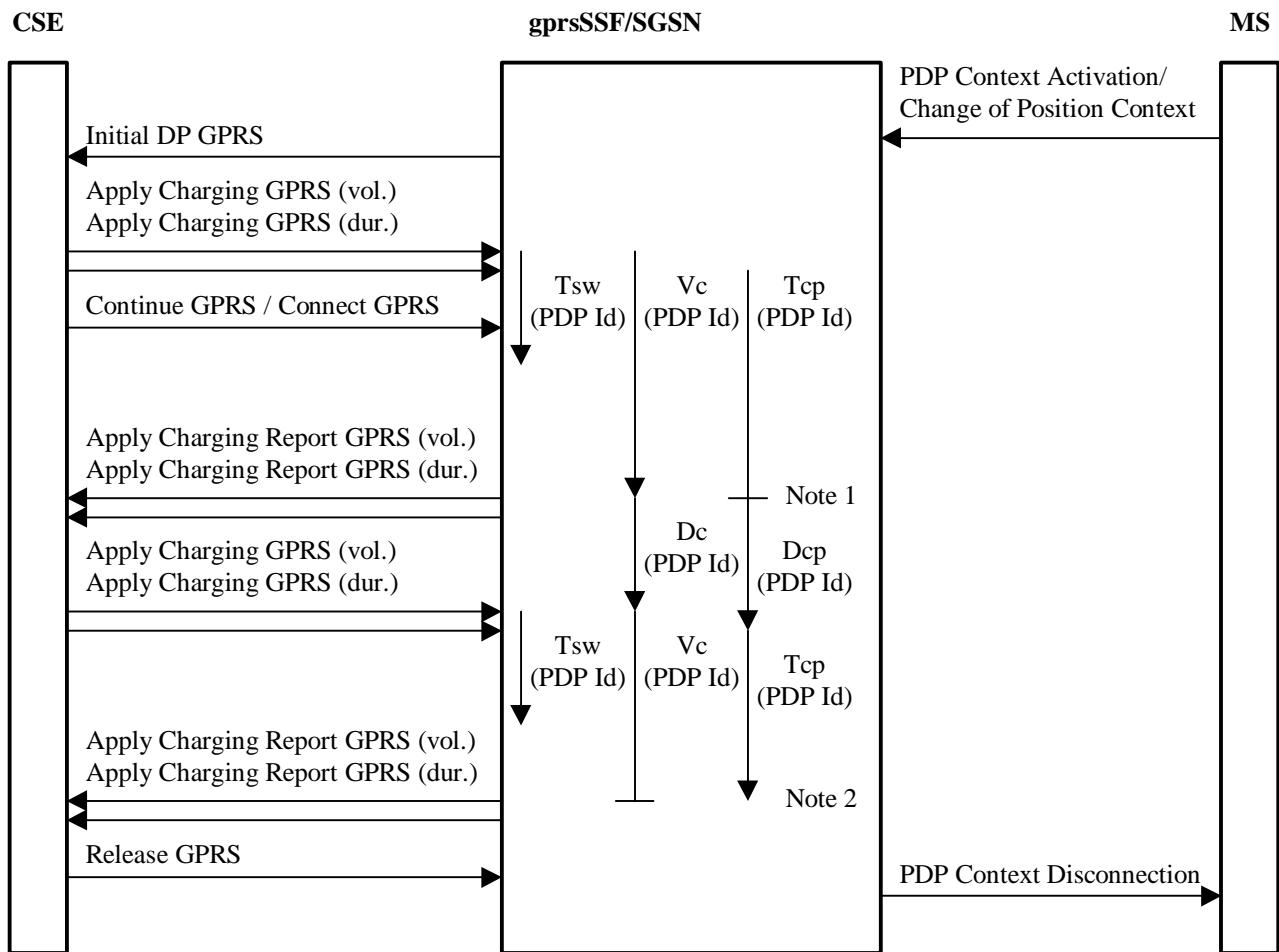 CSE
gprsSSF/SGSN
MS
PDP Context Activation/
Change of Position Context
Initial DP GPRS
Apply Charging GPRS (vol.)
Apply Charging GPRS (dur.)
Tsw
(PDP Id)
Vc
(PDP Id)
Tcp
(PDP Id)
Continue GPRS / Connect GPRS
Apply Charging Report GPRS (vol.)
Apply Charging Report GPRS (dur.)
Note 1
Dc
(PDP Id)
Dcp
(PDP Id)
Apply Charging GPRS (vol.)
Apply Charging GPRS (dur.)
Tsw
(PDP Id)
Vc
(PDP Id)
Tcp
(PDP Id)
Apply Charging Report GPRS (vol.)
Apply Charging Report GPRS (dur.)
Note 2
Release GPRS
PDP Context Disconnection